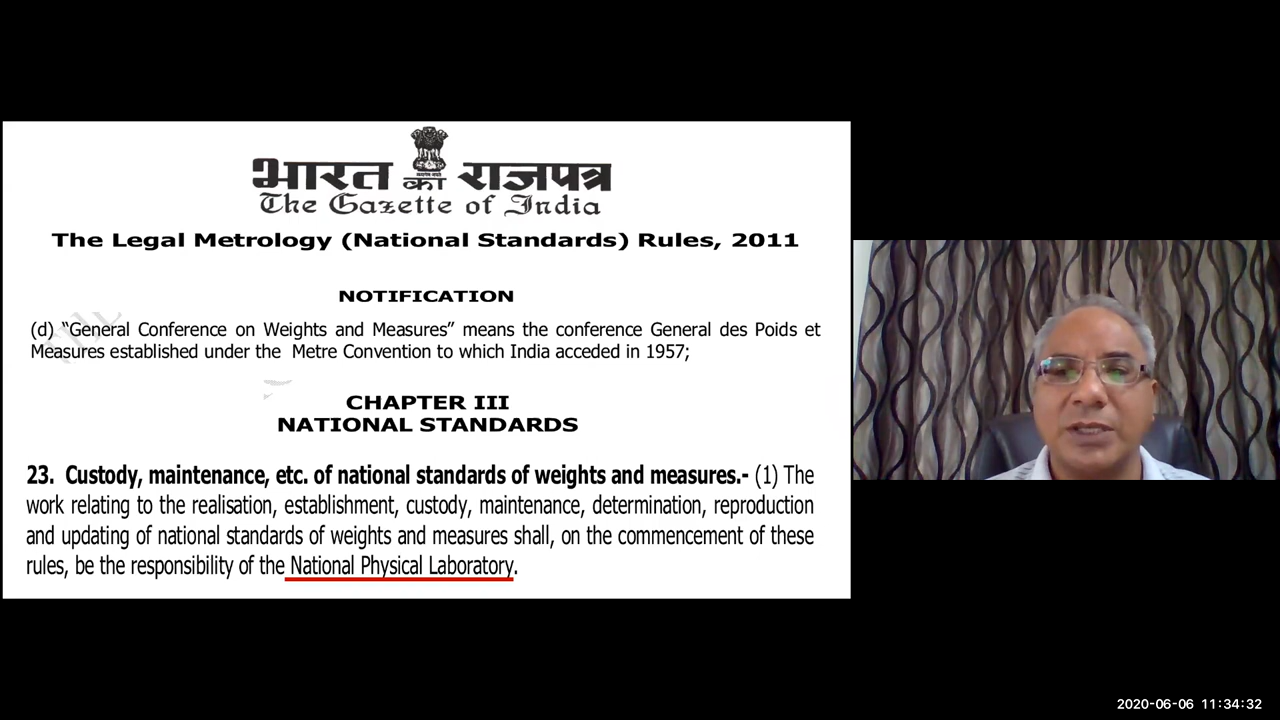 भारत का राजपत्र
The Gazette of India
The Legal Metrology (National Standards) Rules, 2011
NOTIFICATION
(d) “General Conference on Weights and Measures” means the conference General des Poids et
Measures established under the Metre Convention to which India acceded in 1957;
CHAPTER III
NATIONAL STANDARDS
23. Custody, maintenance, etc. of national standards of weights and measures.- (1) The
work relating to the realisation, establishment, custody, maintenance, determination, reproduction
and updating of national standards of weights and measures shall, on the commencement of these
rules, be the responsibility of the National Physical Laboratory.
2020-06-06 11:34:32